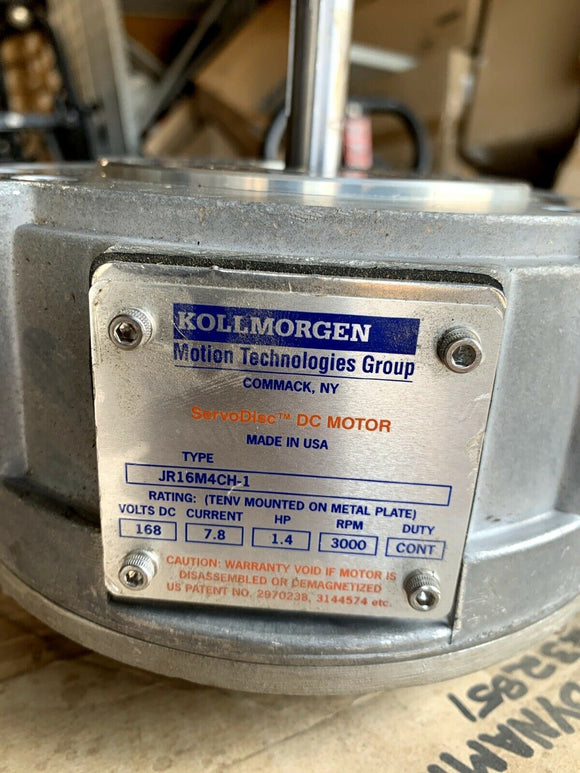 KOLLMORGEN
Motion Technologies Group
COMMACK, NY
ServoDisc™ DC MOTOR
MADE IN USA
TYPE
JR16M4CH-1
RATING: (TENV MOUNTED ON METAL PLATE)
VOLTS DC CURRENT HP RPM DUTY
168 7.8 1.4 3000 CONT
CAUTION: WARRANTY VOID IF MOTOR IS
DISASSEMBLED OR DEMAGNETIZED
US PATENT NO. 2970238, 3144574 etc.